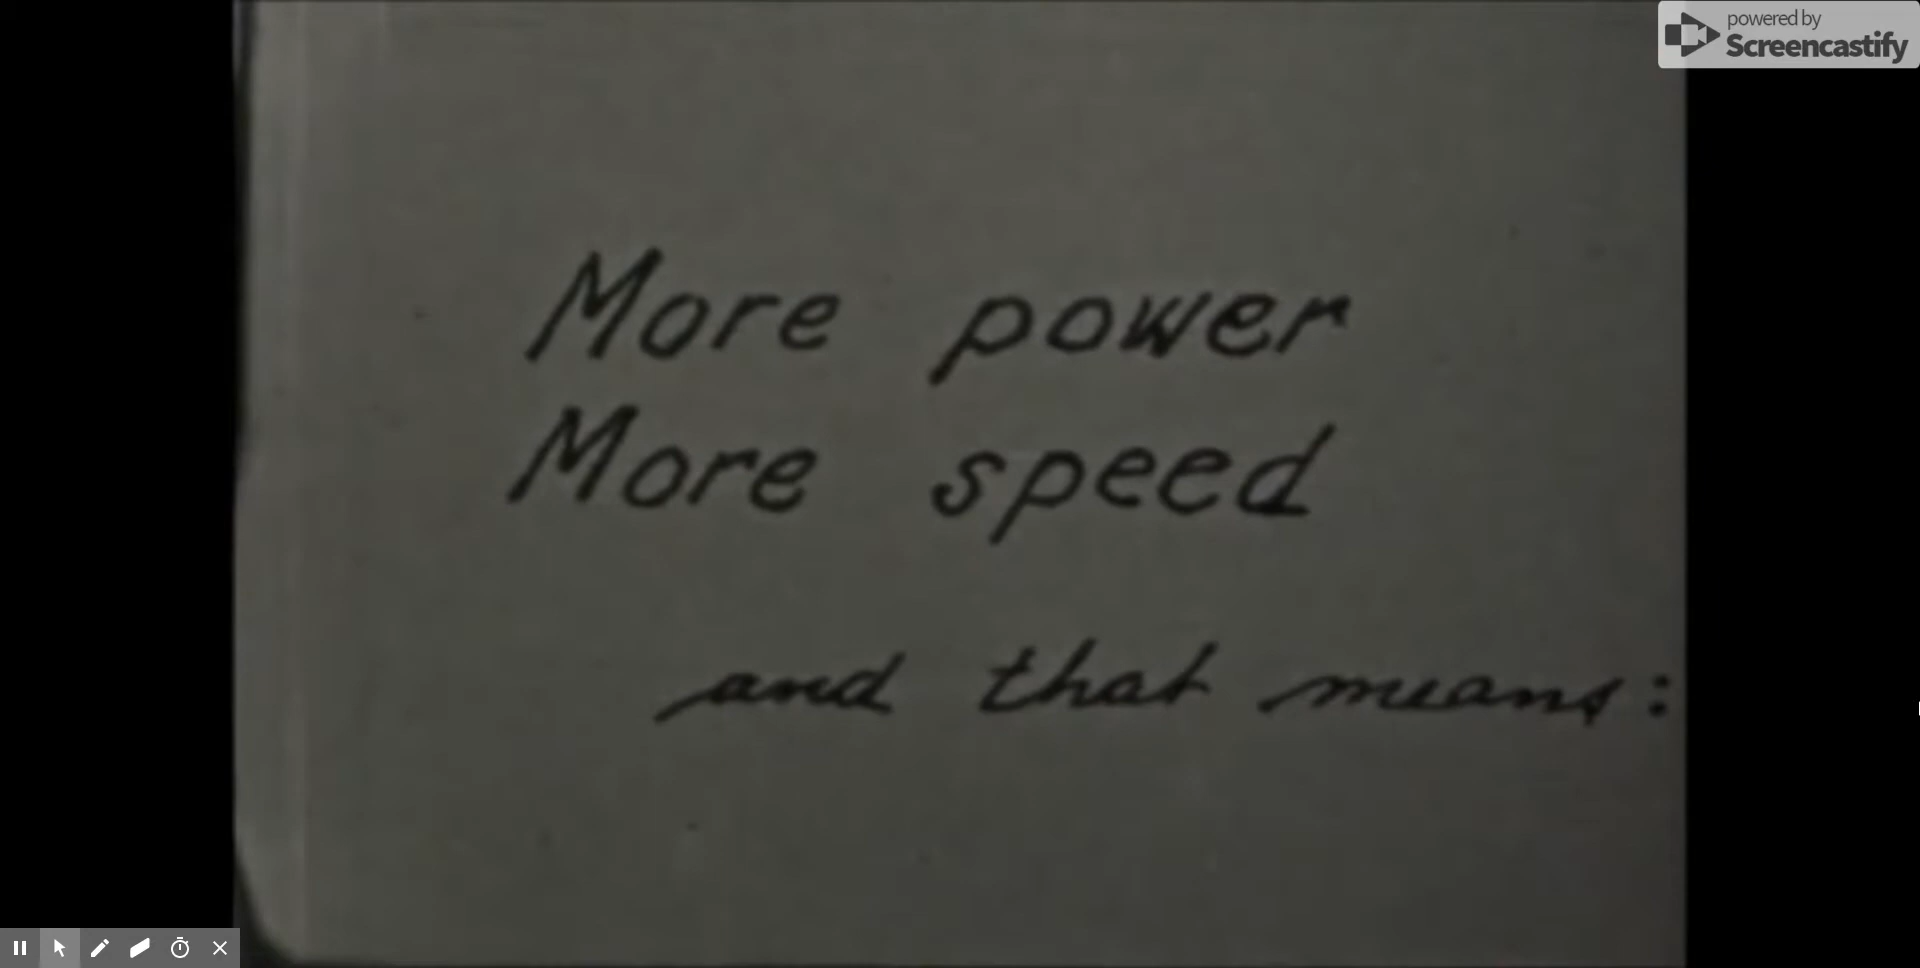 powered by
Screencastify
More power
More speed
and that means: